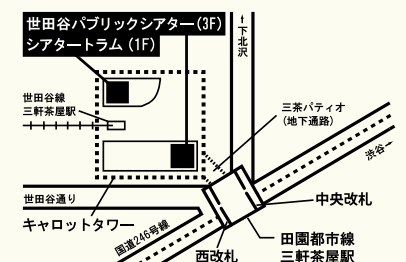 世田谷パブリックシアター(3F)
シアタートラム(1F)
↑下北沢
世田谷線
三軒茶屋駅
三茶パティオ
(地下通路)
渋谷→
世田谷通り
キャロットタワー
国道246号線
中央改札
西改札
田園都市線
三軒茶屋駅